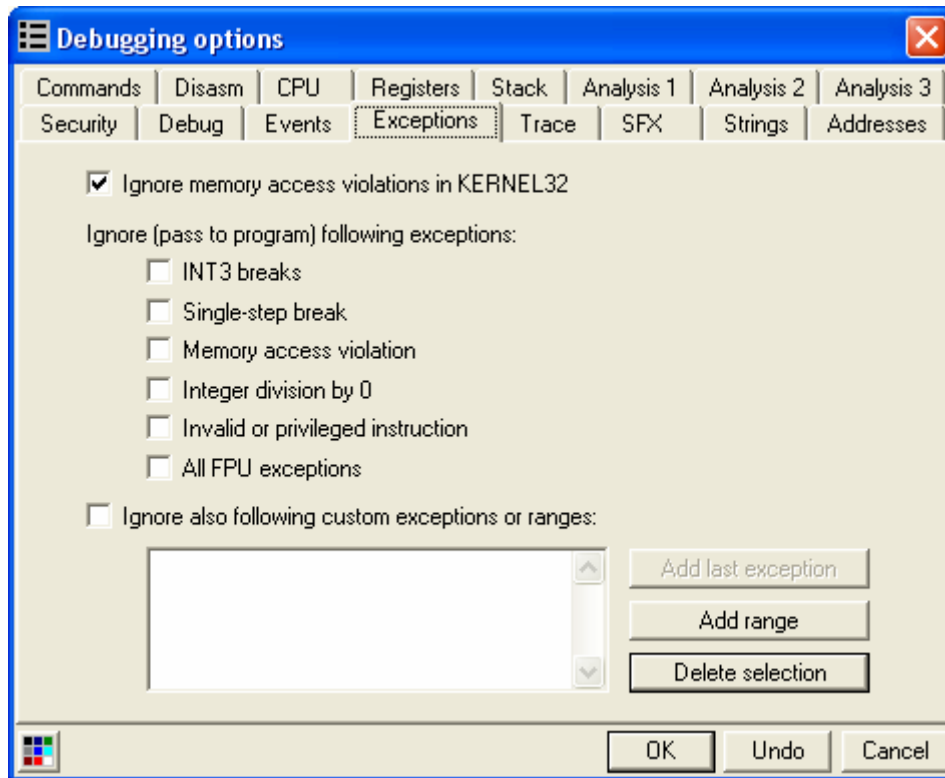 Debugging options
Commands Disasm CPU Registers Stack Analysis 1 Analysis 2 Analysis 3
Security Debug Events Exceptions Trace SFX Strings Addresses
Ignore memory access violations in KERNEL32
Ignore (pass to program) following exceptions:
INT3 breaks
Single-step break
Memory access violation
Integer division by 0
Invalid or privileged instruction
All FPU exceptions
Ignore also following custom exceptions or ranges:
Add last exception
Add range
Delete selection
OK Undo Cancel